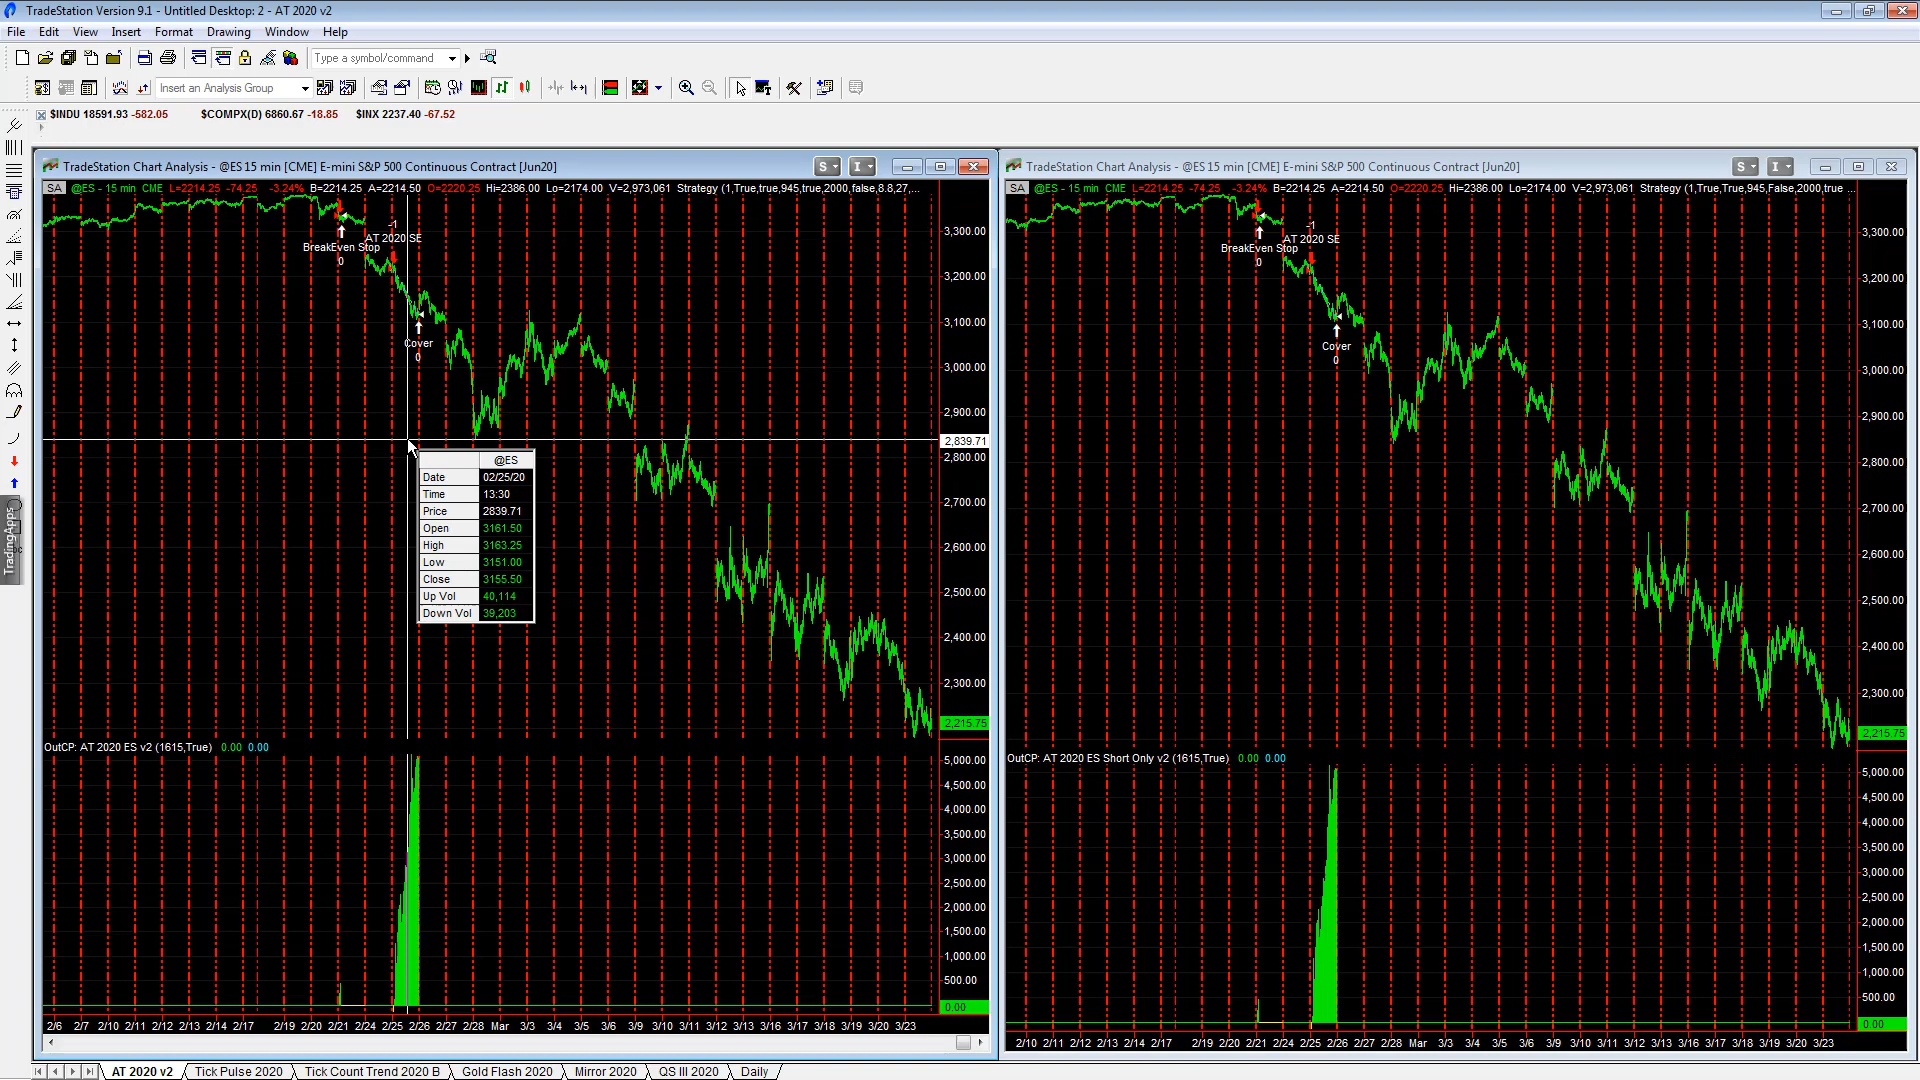 TradeStation Version 9.1 - Untitled Desktop: 2 - AT 2020 v2
File Edit View Insert Format Drawing Window Help
Type a symbol/command
Insert an Analysis Group
$INDU 18591.93 -582.05 $COMPX(D) 6860.67 -18.85 $INX 2237.40 -67.52
TradingApps
TradeStation Chart Analysis - @ES 15 min [CME] E-mini S&P 500 Continuous Contract [Jun20]
S I
SA @ES - 15 min CME L=2214.25 -74.25 -3.24% B=2214.25 A=2214.50 O=2220.25 Hi=2386.00 Lo=2174.00 V=2,973,061 Strategy (1,True,true,945,true,2000,false,8.8,27,...
-1
AT 2020 SE
BreakEven Stop
0
Cover
0
3,300.00
3,200.00
3,100.00
3,000.00
2,900.00
2,839.71
2,800.00
2,700.00
2,600.00
2,500.00
2,400.00
2,300.00
2,215.75
@ES
Date 02/25/20
Time 13:30
Price 2839.71
Open 3161.50
High 3163.25
Low 3151.00
Close 3155.50
Up Vol 40,114
Down Vol 39,203
OutCP: AT 2020 ES v2 (1615,True) 0.00 0.00
5,000.00
4,500.00
4,000.00
3,500.00
3,000.00
2,500.00
2,000.00
1,500.00
1,000.00
500.00
0.00
2/6 2/7 2/10 2/11 2/12 2/13 2/14 2/17 2/19 2/20 2/21 2/24 2/25 2/26 2/27 2/28 Mar 3/3 3/4 3/5 3/6 3/9 3/10 3/11 3/12 3/13 3/16 3/17 3/18 3/19 3/20 3/23
TradeStation Chart Analysis - @ES 15 min [CME] E-mini S&P 500 Continuous Contract [Jun20]
S I
SA @ES - 15 min CME L=2214.25 -74.25 -3.24% B=2214.25 A=2214.50 O=2220.25 Hi=2386.00 Lo=2174.00 V=2,973,061 Strategy (1,True,True,945,False,2000,true ...
-1
AT 2020 SE
BreakEven Stop
0
Cover
0
3,300.00
3,200.00
3,100.00
3,000.00
2,900.00
2,800.00
2,700.00
2,600.00
2,500.00
2,400.00
2,300.00
2,215.75
OutCP: AT 2020 ES Short Only v2 (1615,True) 0.00 0.00
5,000.00
4,500.00
4,000.00
3,500.00
3,000.00
2,500.00
2,000.00
1,500.00
1,000.00
500.00
0.00
2/10 2/11 2/12 2/13 2/14 2/17 2/19 2/20 2/21 2/24 2/25 2/26 2/27 2/28 Mar 3/3 3/4 3/5 3/6 3/9 3/10 3/11 3/12 3/13 3/16 3/17 3/18 3/19 3/20 3/23
AT 2020 v2 Tick Pulse 2020 Tick Count Trend 2020 B Gold Flash 2020 Mirror 2020 QS III 2020 Daily